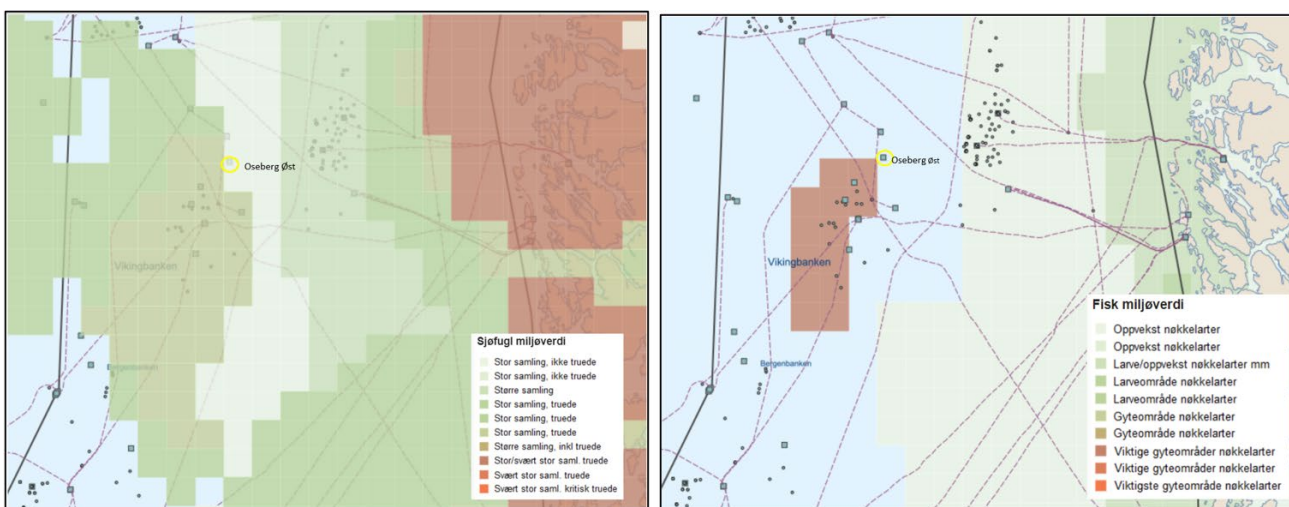 Oseberg Øst
Vikingbanken
Bergenbanken
Sjøfugl miljøverdi
Stor samling, ikke truede
Stor samling, ikke truede
Større samling
Stor samling, truede
Stor samling, truede
Stor samling, truede
Større samling, inkl truede
Stor/svært stor saml. truede
Svært stor saml. truede
Svært stor saml. kritisk truede
Oseberg Øst
Vikingbanken
Bergenbanken
Fisk miljøverdi
Oppvekst nøkkelarter
Oppvekst nøkkelarter
Larve/oppvekst nøkkelarter mm
Larveområde nøkkelarter
Larveområde nøkkelarter
Gyteområde nøkkelarter
Gyteområde nøkkelarter
Viktige gyteområder nøkkelarter
Viktige gyteområder nøkkelarter
Viktigste gyteområde nøkkelarter